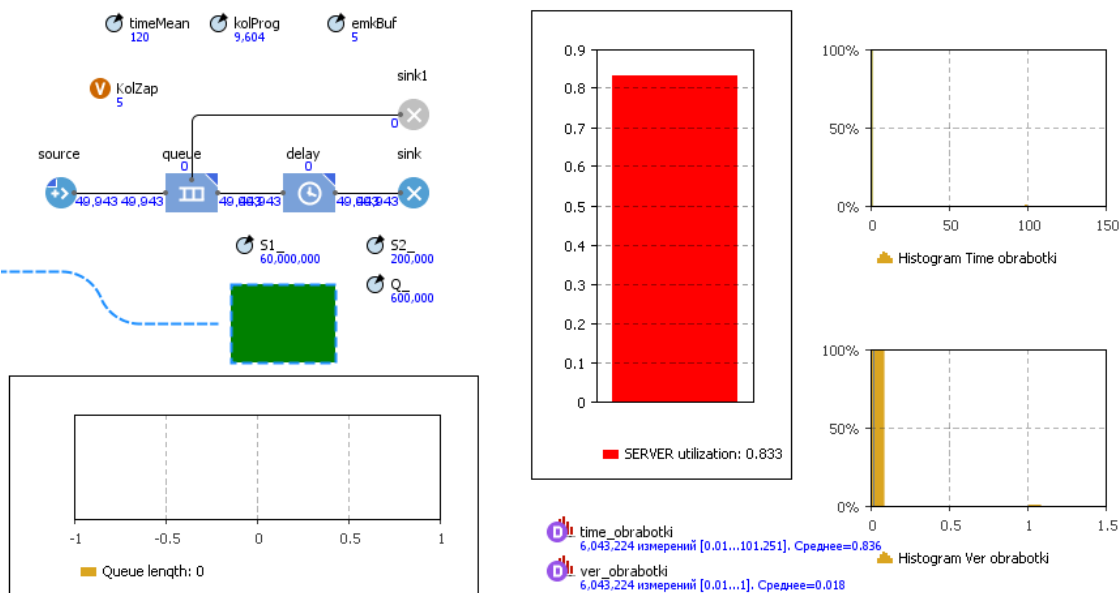 timeMean
120
kolProg
9,604
emkBuf
5
KolZap
5
sink1
0
source
queue
0
delay
0
sink
49,943 49,943
49,943
49,943
S1_
60,000,000
S2_
200,000
Q_
600,000
-1 -0.5 0 0.5 1
Queue length: 0
0.9
0.8
0.7
0.6
0.5
0.4
0.3
0.2
0.1
0
SERVER utilization: 0.833
time_obrabotki
6,043,224 измерений [0.01...101.251]. Среднее=0.836
ver_obrabotki
6,043,224 измерений [0.01...1]. Среднее=0.018
100%
50%
0%
0 50 100 150
Histogram Time obrabotki
100%
50%
0%
0 0.5 1 1.5
Histogram Ver obrabotki